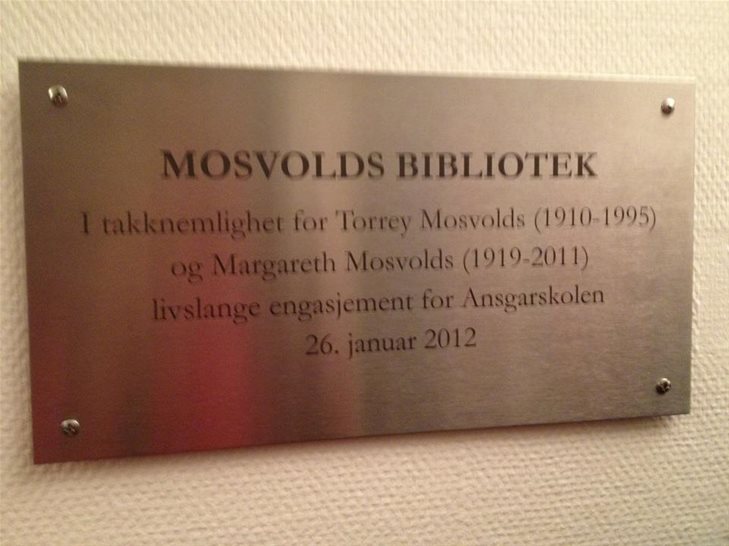 MOSVOLDS BIBLIOTEK
I takknemlighet for Torrey Mosvolds (1910-1995)
og Margareth Mosvolds (1919-2011)
livslange engasjement for Ansgarskolen
26. januar 2012